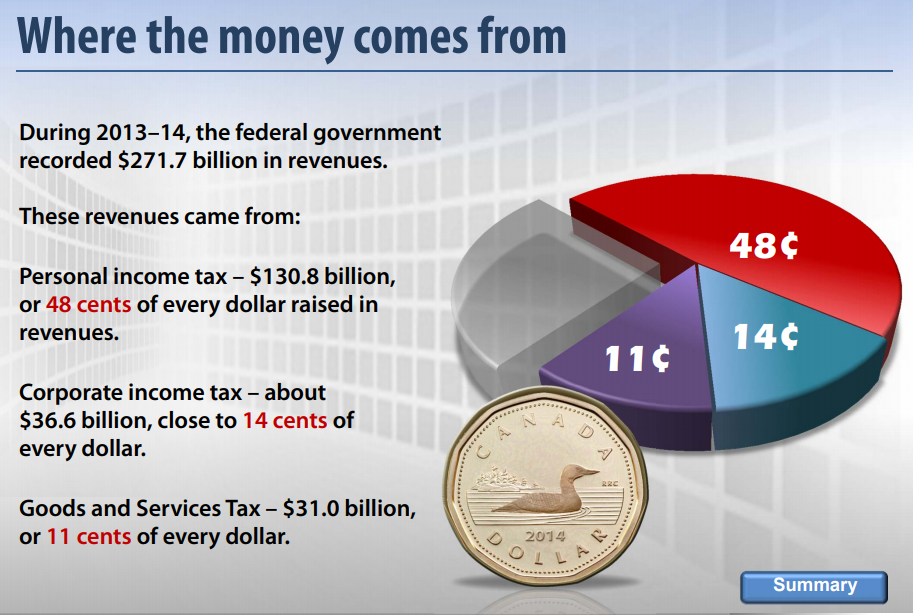 Where the money comes from
During 2013–14, the federal government
recorded $271.7 billion in revenues.
These revenues came from:
Personal income tax – $130.8 billion,
or 48 cents of every dollar raised in
revenues.
Corporate income tax – about
$36.6 billion, close to 14 cents of
every dollar.
Goods and Services Tax – $31.0 billion,
or 11 cents of every dollar.
48¢
14¢
11¢
CANADA
2014
DOLLAR
Summary